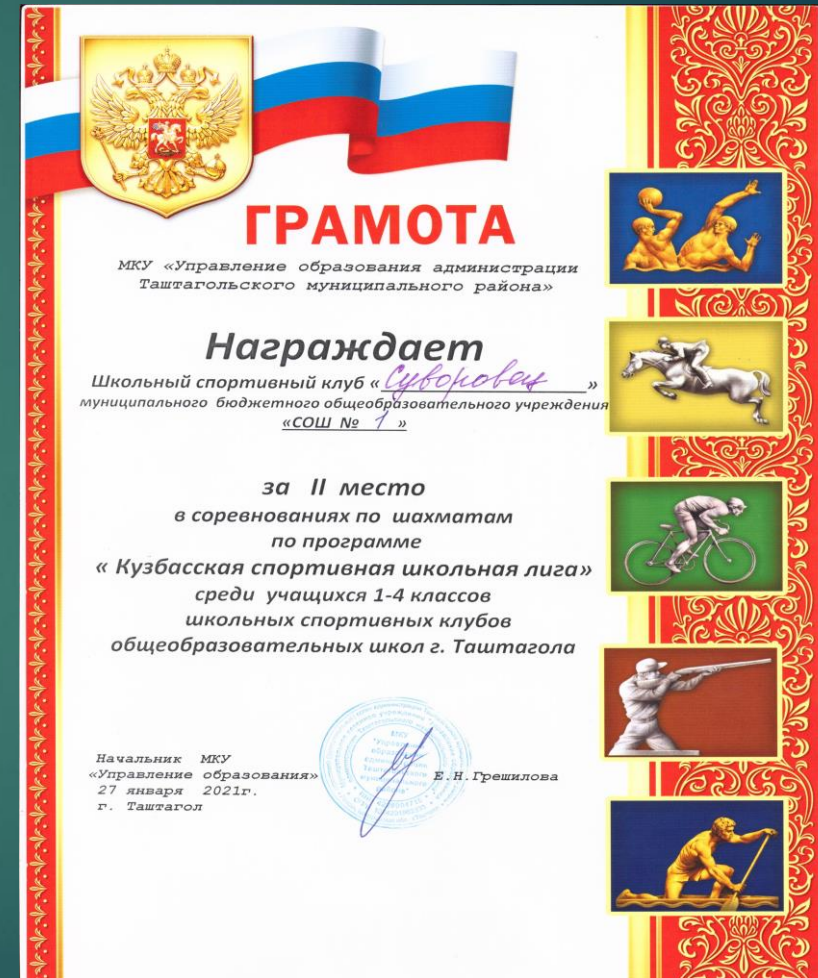 ГРАМОТА
МКУ «Управление образования администрации
Таштагольского муниципального района»
Награждает
Школьный спортивный клуб « Суворовец »
муниципального бюджетного общеобразовательного учреждения
«СОШ № 1 »
за II место
в соревнованиях по шахматам
по программе
« Кузбасская спортивная школьная лига»
среди учащихся 1-4 классов
школьных спортивных клубов
общеобразовательных школ г. Таштагола
Начальник МКУ
«Управление образования» Е.Н.Грешилова
27 января 2021г.
г. Таштагол